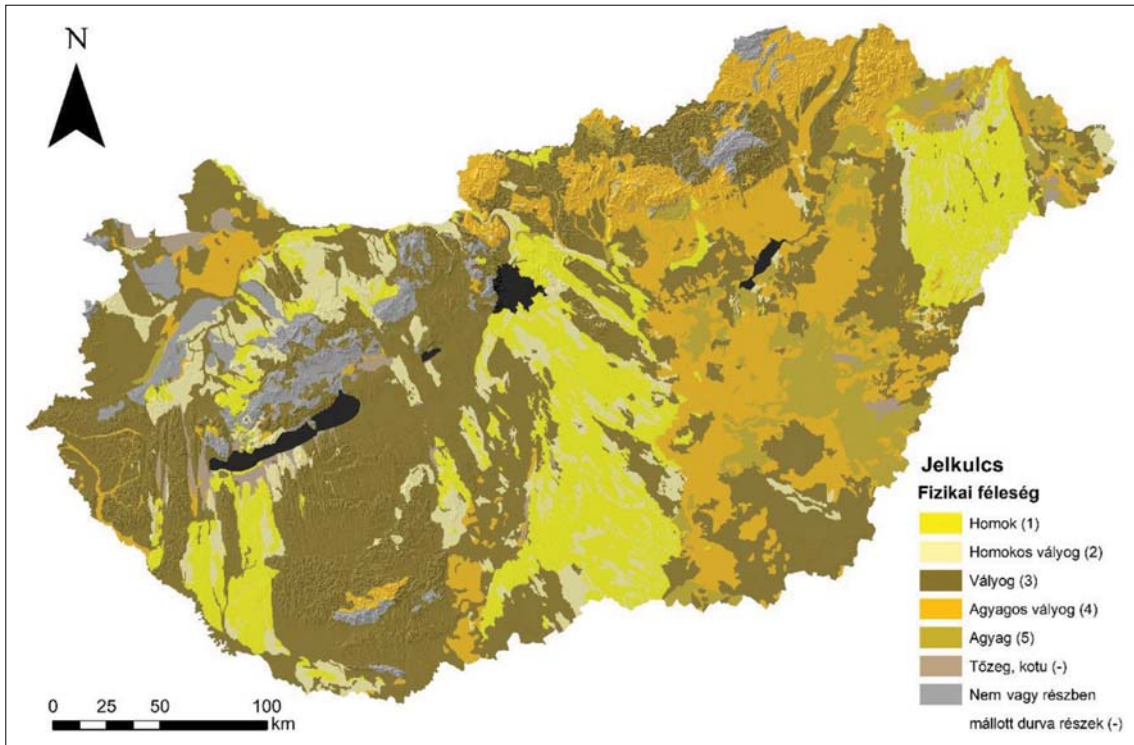 N
Jelkulcs
Fizikai féleség
Homok (1)
Homokos vályog (2)
Vályog (3)
Agyagos vályog (4)
Agyag (5)
Tőzeg, kotu (-)
Nem vagy részben
mállott durva részek (-)
0 25 50 100
km